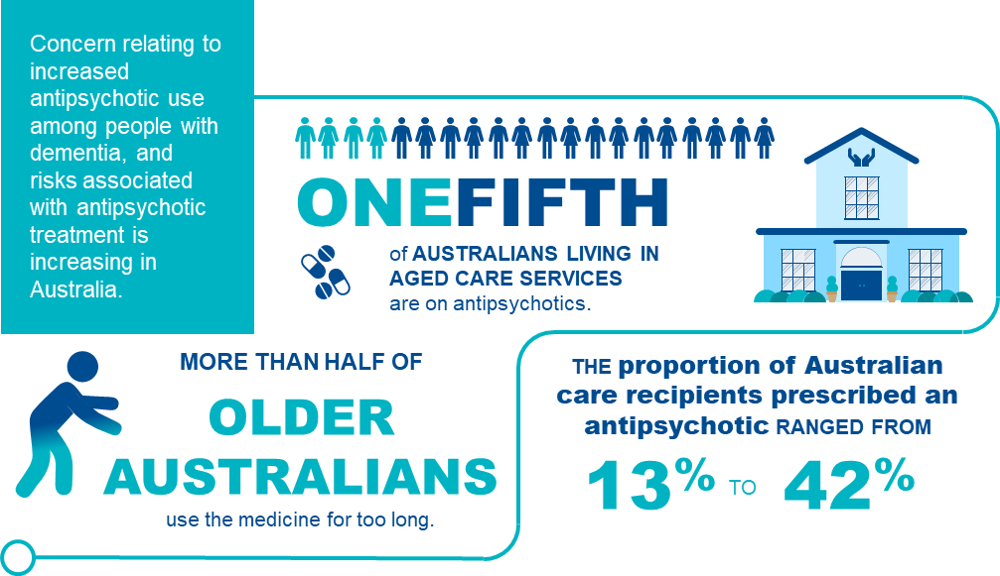 Concern relating to
increased
antipsychotic use
among people with
dementia, and
risks associated
with antipsychotic
treatment is
increasing in
Australia.
ONEFIFTH
of AUSTRALIANS LIVING IN
AGED CARE SERVICES
are on antipsychotics.
MORE THAN HALF OF
OLDER
AUSTRALIANS
use the medicine for too long.
THE proportion of Australian
care recipients prescribed an
antipsychotic RANGED FROM
13% TO 42%